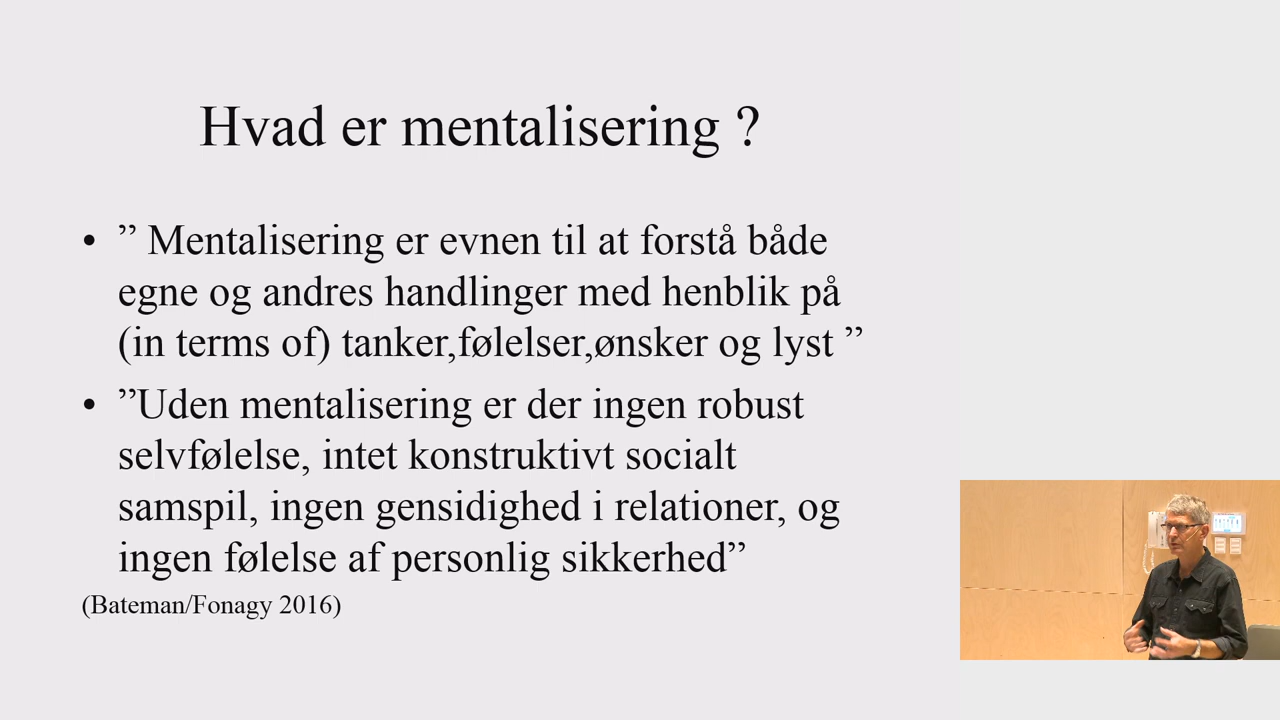 Hvad er mentalisering ?
• ” Mentalisering er evnen til at forstå både
egne og andres handlinger med henblik på
(in terms of) tanker,følelser,ønsker og lyst ”
• ”Uden mentalisering er der ingen robust
selvfølelse, intet konstruktivt socialt
samspil, ingen gensidighed i relationer, og
ingen følelse af personlig sikkerhed”
(Bateman/Fonagy 2016)